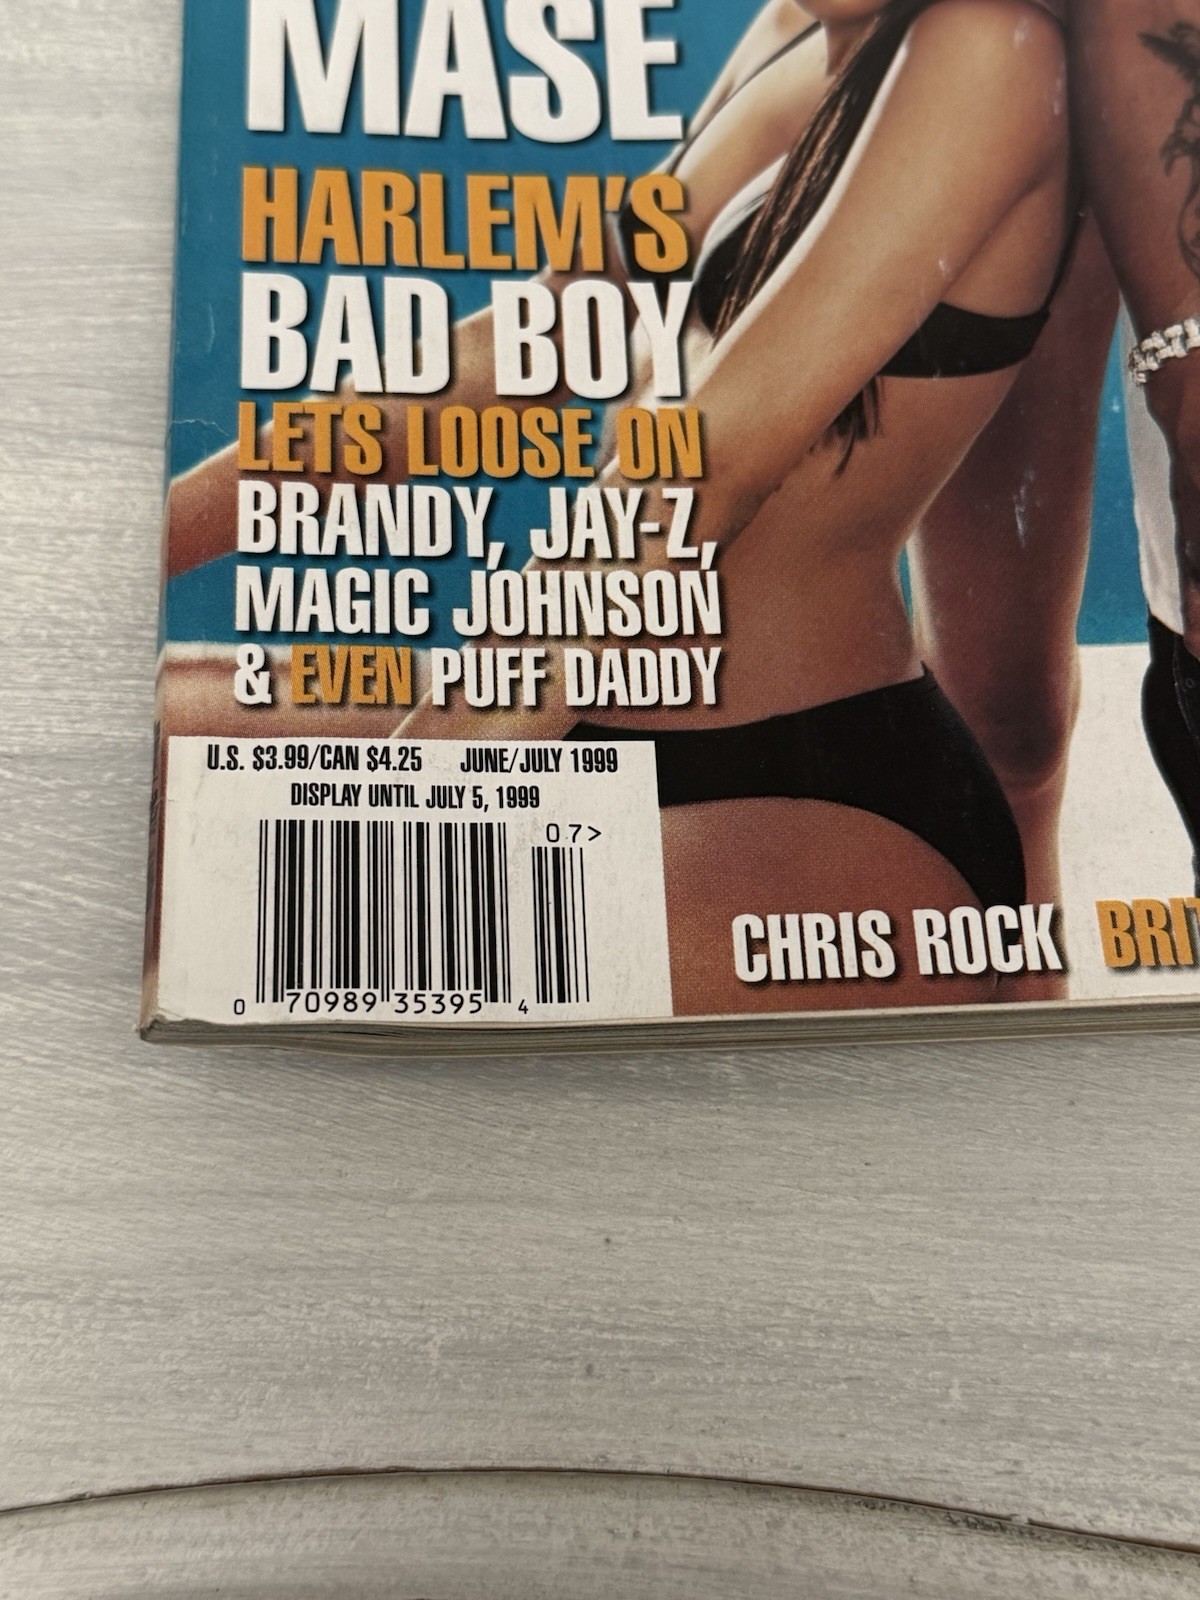 MASE
HARLEM'S
BAD BOY
LETS LOOSE ON
BRANDY, JAY-Z,
MAGIC JOHNSON
& EVEN PUFF DADDY
U.S. $3.99/CAN $4.25 JUNE/JULY 1999
DISPLAY UNTIL JULY 5, 1999
07>
0 70989 35395 4
CHRIS ROCK BRIT